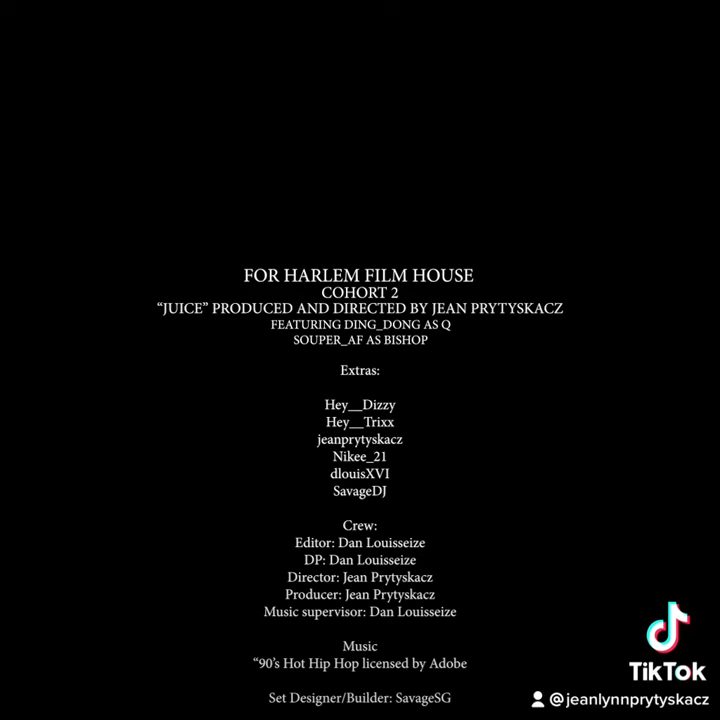 FOR HARLEM FILM HOUSE
COHORT 2
“JUICE” PRODUCED AND DIRECTED BY JEAN PRYTYSKACZ
FEATURING DING_DONG AS Q
SOUPER_AF AS BISHOP
Extras:
Hey__Dizzy
Hey__Trixx
jeanprytyskacz
Nikee_21
dlouisXVI
SavageDJ
Crew:
Editor: Dan Louisseize
DP: Dan Louisseize
Director: Jean Prytyskacz
Producer: Jean Prytyskacz
Music supervisor: Dan Louisseize
Music
“90’s Hot Hip Hop licensed by Adobe
Set Designer/Builder: SavageSG
TikTok
@jeanlynnprytyskacz